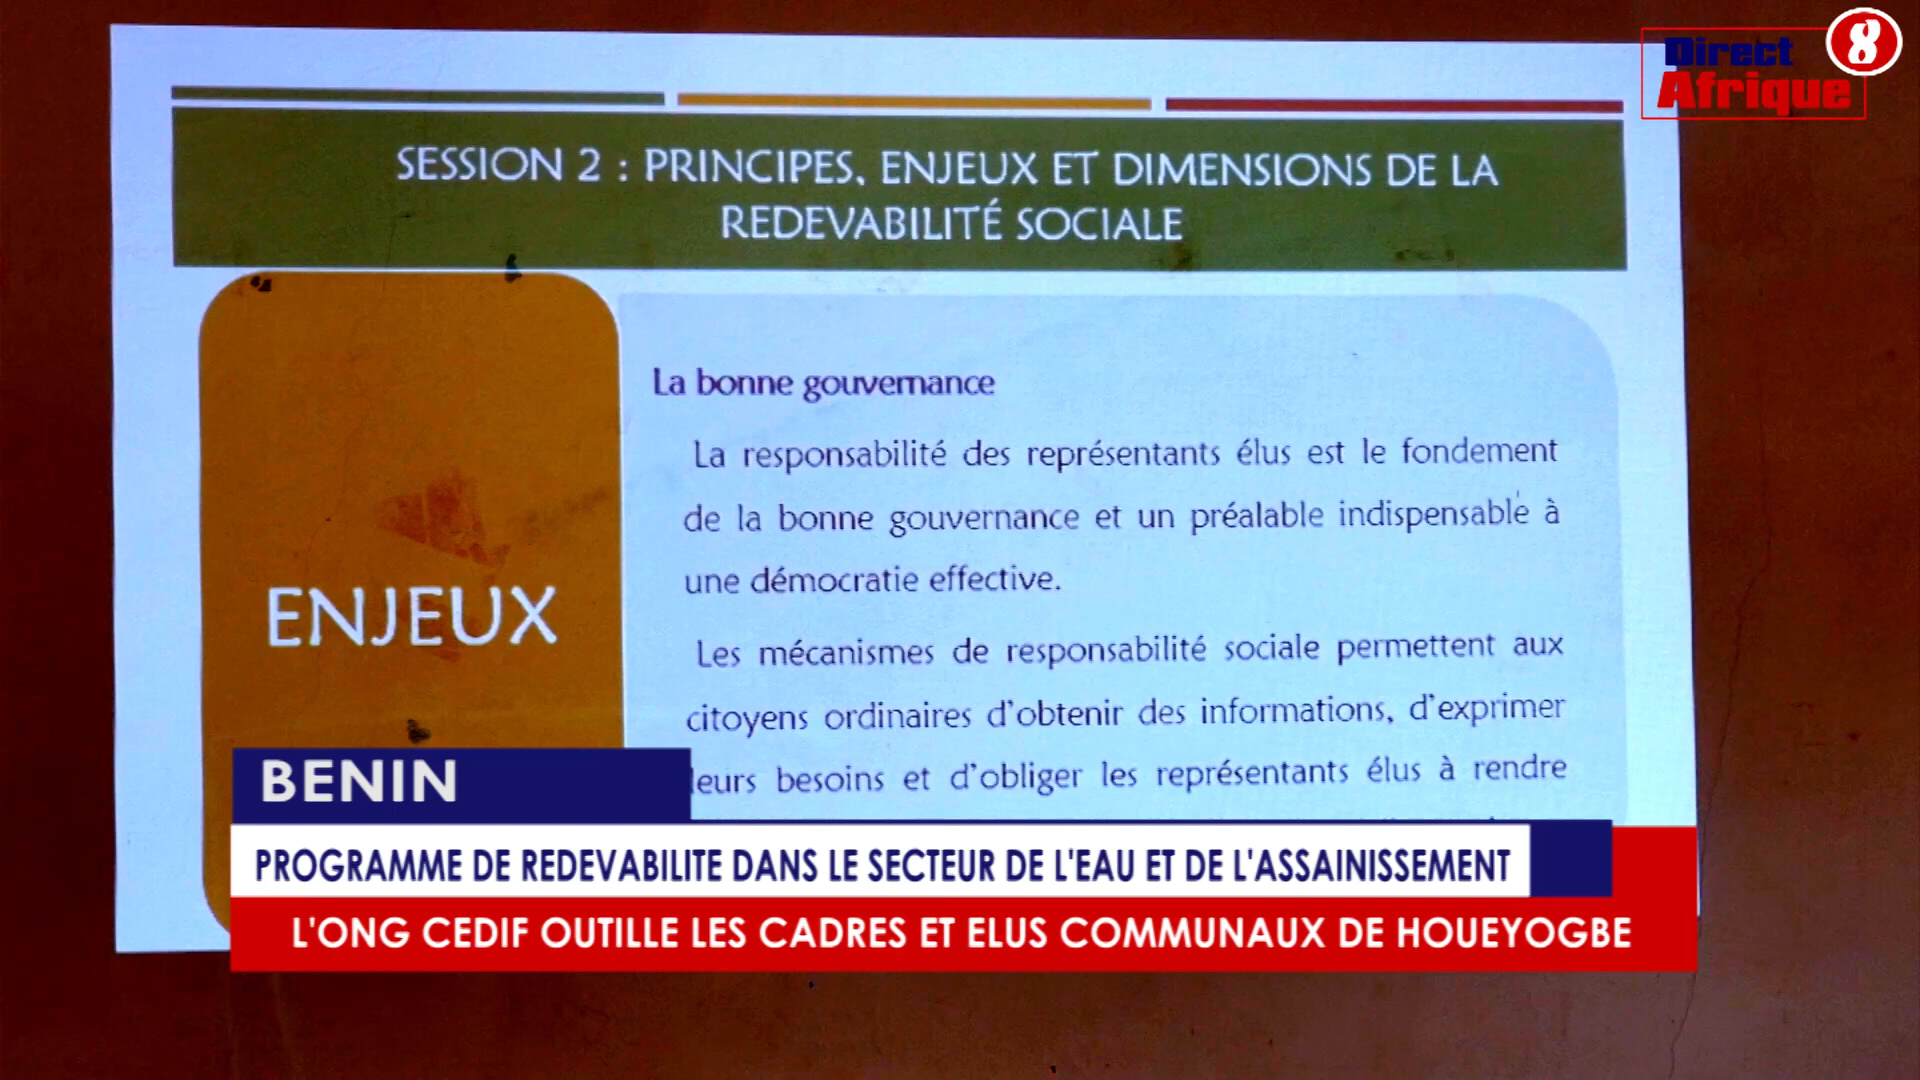 Direct 8
Afrique
SESSION 2 : PRINCIPES, ENJEUX ET DIMENSIONS DE LA
REDEVABILITÉ SOCIALE
ENJEUX
La bonne gouvernance
La responsabilité des représentants élus est le fondement
de la bonne gouvernance et un préalable indispensable à
une démocratie effective.
Les mécanismes de responsabilité sociale permettent aux
citoyens ordinaires d'obtenir des informations, d'exprimer
leurs besoins et d'obliger les représentants élus à rendre
BENIN
PROGRAMME DE REDEVABILITE DANS LE SECTEUR DE L'EAU ET DE L'ASSAINISSEMENT
L'ONG CEDIF OUTILLE LES CADRES ET ELUS COMMUNAUX DE HOUEYOGBE